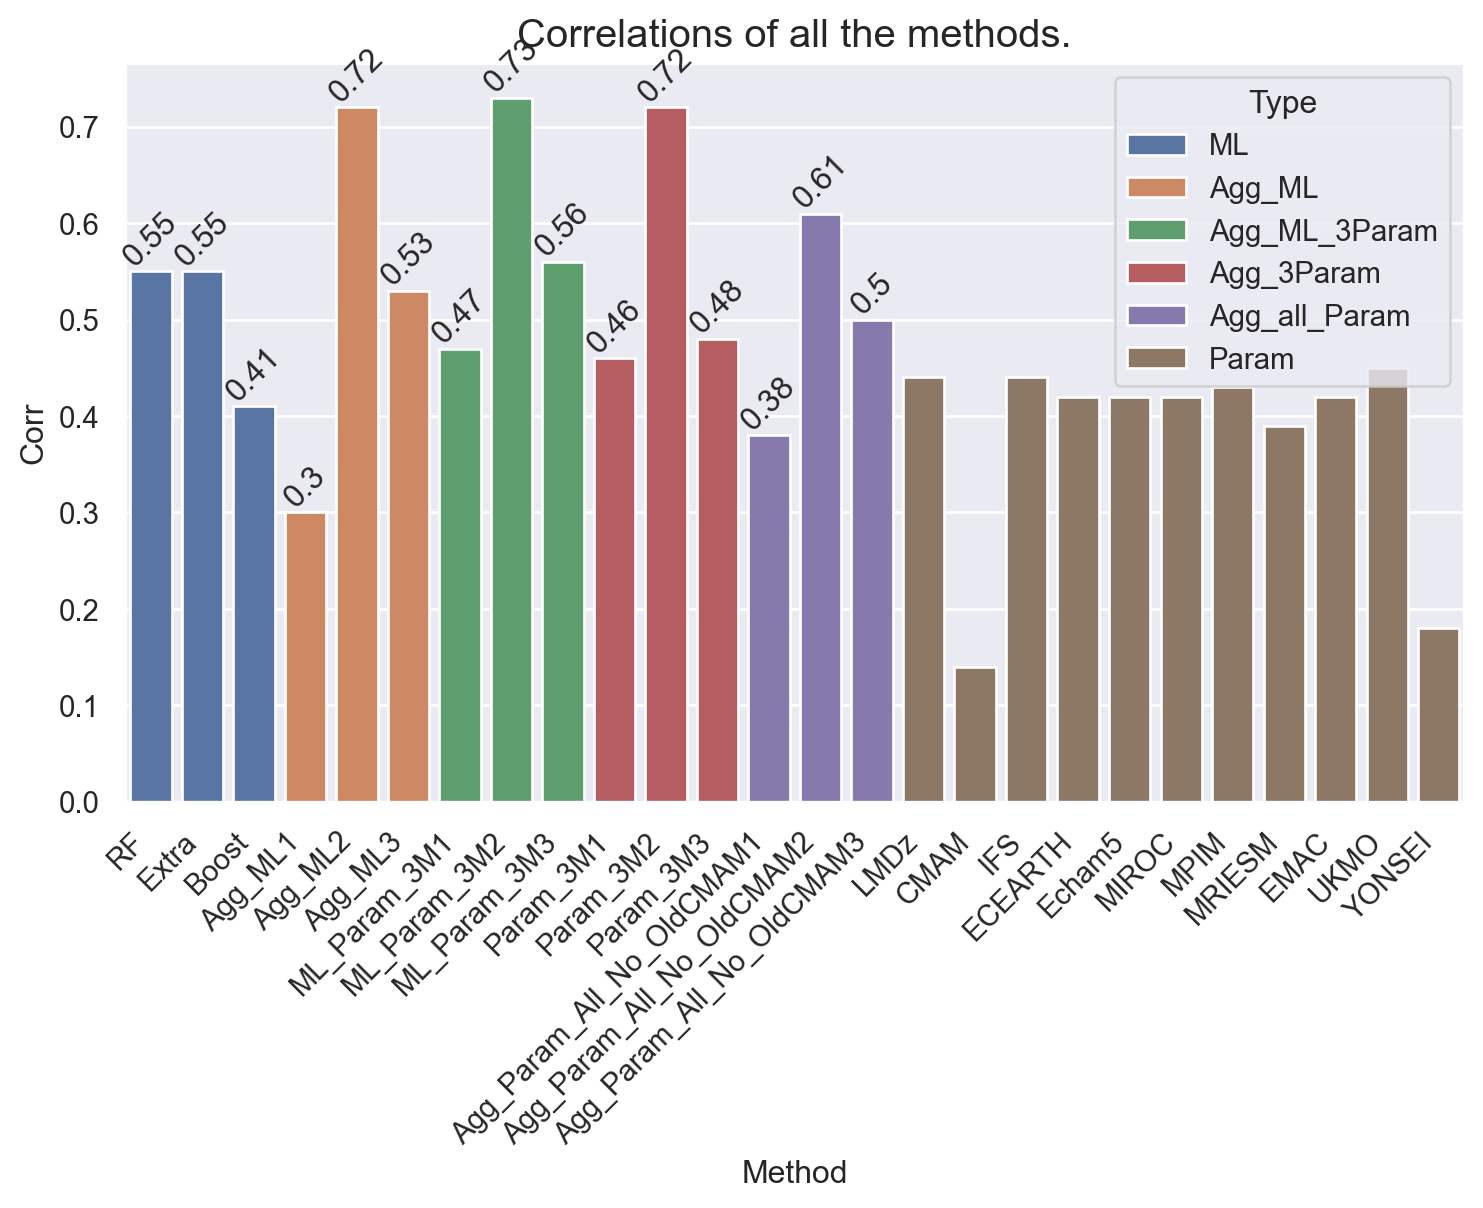 Correlations of all the methods.
0.55
0.55
0.41
0.3
0.72
0.53
0.47
0.73
0.56
0.46
0.72
0.48
0.38
0.61
0.5
Type
ML
Agg_ML
Agg_ML_3Param
Agg_3Param
Agg_all_Param
Param
Corr
0.7
0.6
0.5
0.4
0.3
0.2
0.1
0.0
RF
Extra
Boost
Agg_ML1
Agg_ML2
Agg_ML3
ML_Param_3M1
ML_Param_3M2
ML_Param_3M3
Param_3M1
Param_3M2
Param_3M3
Agg_Param_All_No_OldCMAM1
Agg_Param_All_No_OldCMAM2
Agg_Param_All_No_OldCMAM3
LMDz
CMAM
IFS
ECEARTH
Echam5
MIROC
MPIM
MRIESM
EMAC
UKMO
YONSEI
Method